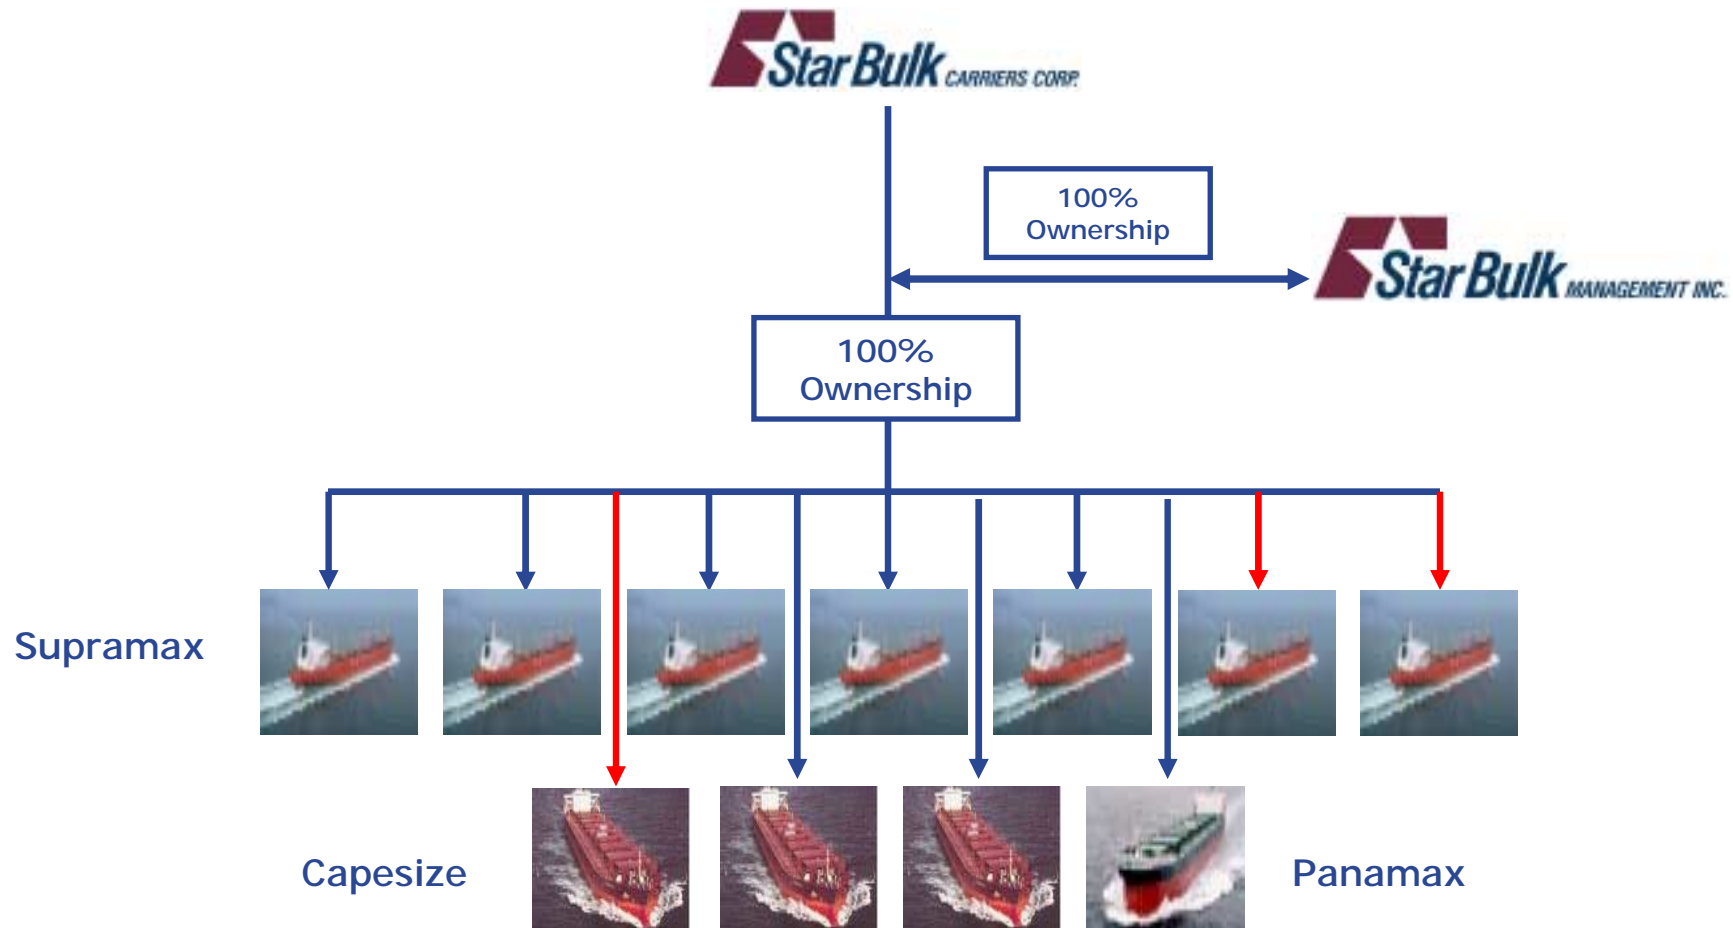 Star Bulk CARRIERS CORP.
100%
Ownership
Star Bulk MANAGEMENT INC.
100%
Ownership
Supramax
Capesize
Panamax